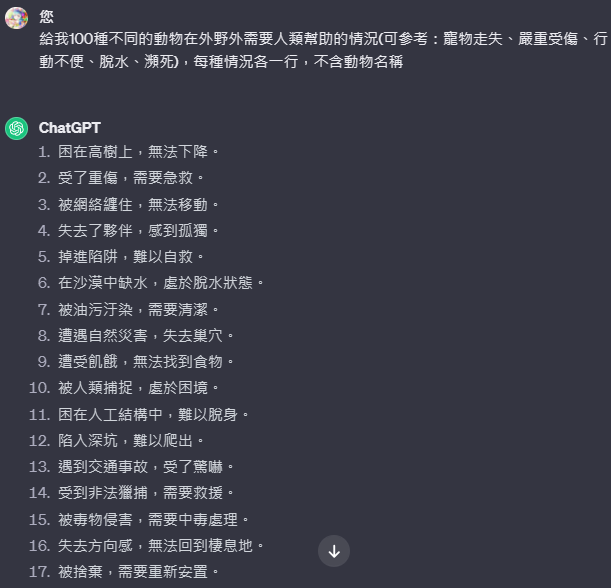 您
給我100種不同的動物在外野外需要人類幫助的情況(可參考：寵物走失、嚴重受傷、行
動不便、脫水、瀕死)，每種情況各一行，不含動物名稱
ChatGPT
1. 困在高樹上，無法下降。
2. 受了重傷，需要急救。
3. 被網絡纏住，無法移動。
4. 失去了夥伴，感到孤獨。
5. 掉進陷阱，難以自救。
6. 在沙漠中缺水，處於脫水狀態。
7. 被油污汙染，需要清潔。
8. 遭遇自然災害，失去巢穴。
9. 遭受飢餓，無法找到食物。
10. 被人類捕捉，處於困境。
11. 困在人工結構中，難以脫身。
12. 陷入深坑，難以爬出。
13. 遇到交通事故，受了驚嚇。
14. 受到非法獵捕，需要救援。
15. 被毒物侵害，需要中毒處理。
16. 失去方向感，無法回到棲息地。
17. 被捨棄，需要重新安置。